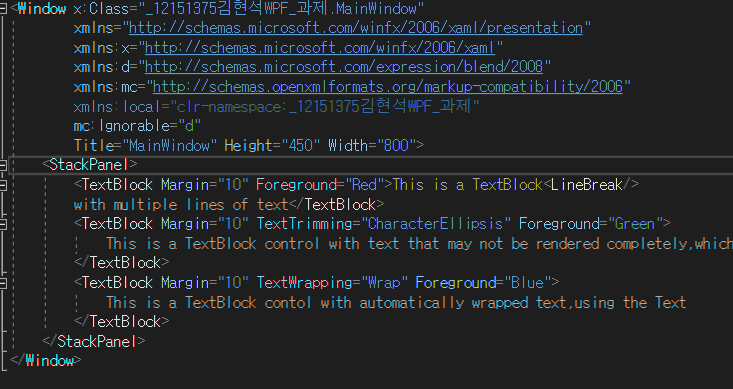 <Window x:Class="_12151375김현석WPF_과제.MainWindow"
xmlns="http://schemas.microsoft.com/winfx/2006/xaml/presentation"
xmlns:x="http://schemas.microsoft.com/winfx/2006/xaml"
xmlns:d="http://schemas.microsoft.com/expression/blend/2008"
xmlns:mc="http://schemas.openxmlformats.org/markup-compatibility/2006"
xmlns:local="clr-namespace:_12151375김현석WPF_과제"
mc:Ignorable="d"
Title="MainWindow" Height="450" Width="800">
<StackPanel>
<TextBlock Margin="10" Foreground="Red">This is a TextBlock<LineBreak/>
with multiple lines of text</TextBlock>
<TextBlock Margin="10" TextTrimming="CharacterEllipsis" Foreground="Green">
This is a TextBlock control with text that may not be rendered completely,which
</TextBlock>
<TextBlock Margin="10" TextWrapping="Wrap" Foreground="Blue">
This is a TextBlock contol with automatically wrapped text,using the Text
</TextBlock>
</StackPanel>
</Window>